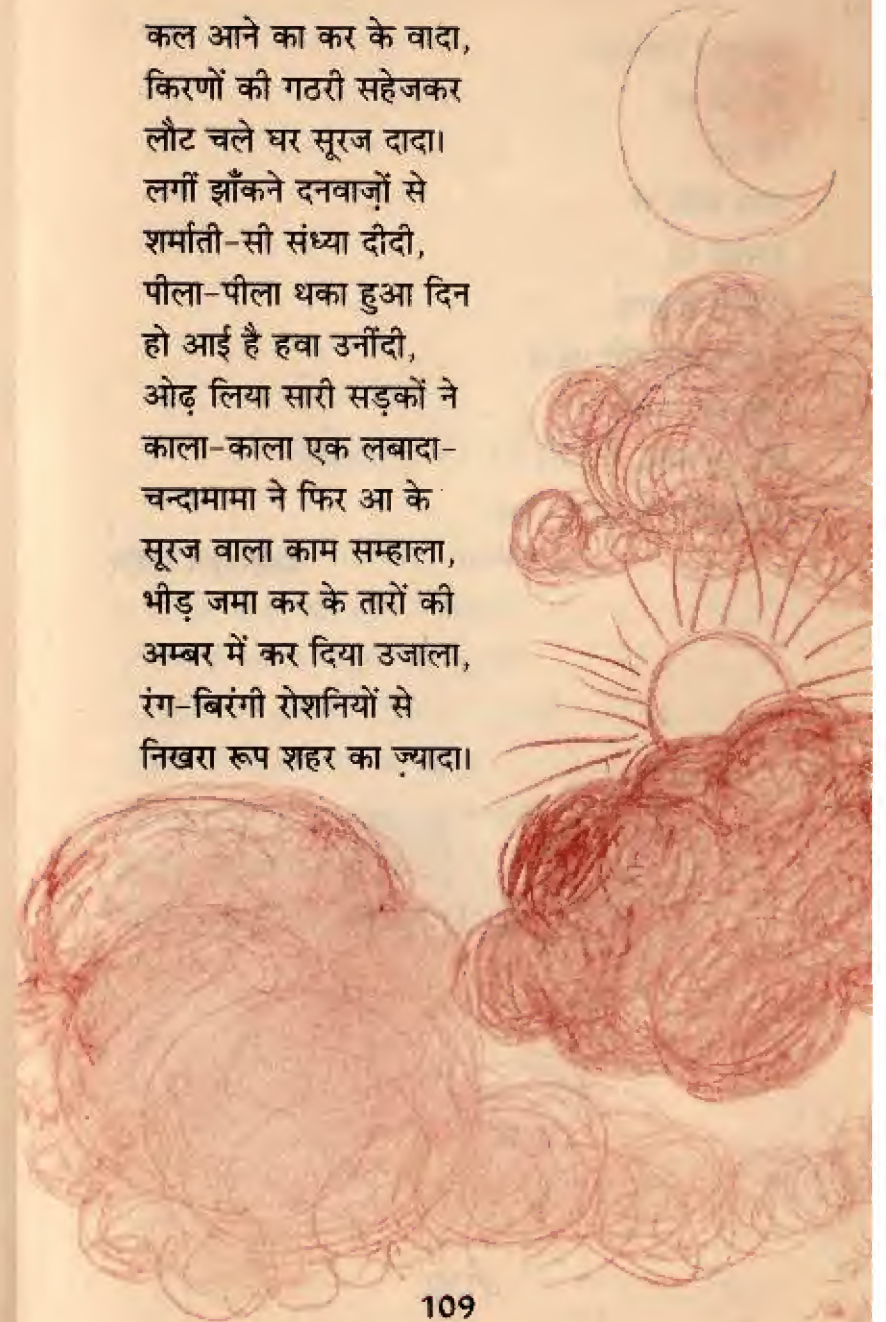 कल आने का कर के वादा,
किरणों की गठरी सहेजकर
लौट चले घर सूरज दादा।
लगीं झाँकने दनवाज़ों से
शर्माती-सी संध्या दीदी,
पीला-पीला थका हुआ दिन
हो आई है हवा उनींदी,
ओढ़ लिया सारी सड़कों ने
काला-काला एक लबादा-
चन्दामामा ने फिर आ के
सूरज वाला काम सम्हाला,
भीड़ जमा कर के तारों की
अम्बर में कर दिया उजाला,
रंग-बिरंगी रोशनियों से
निखरा रूप शहर का ज़्यादा।
109